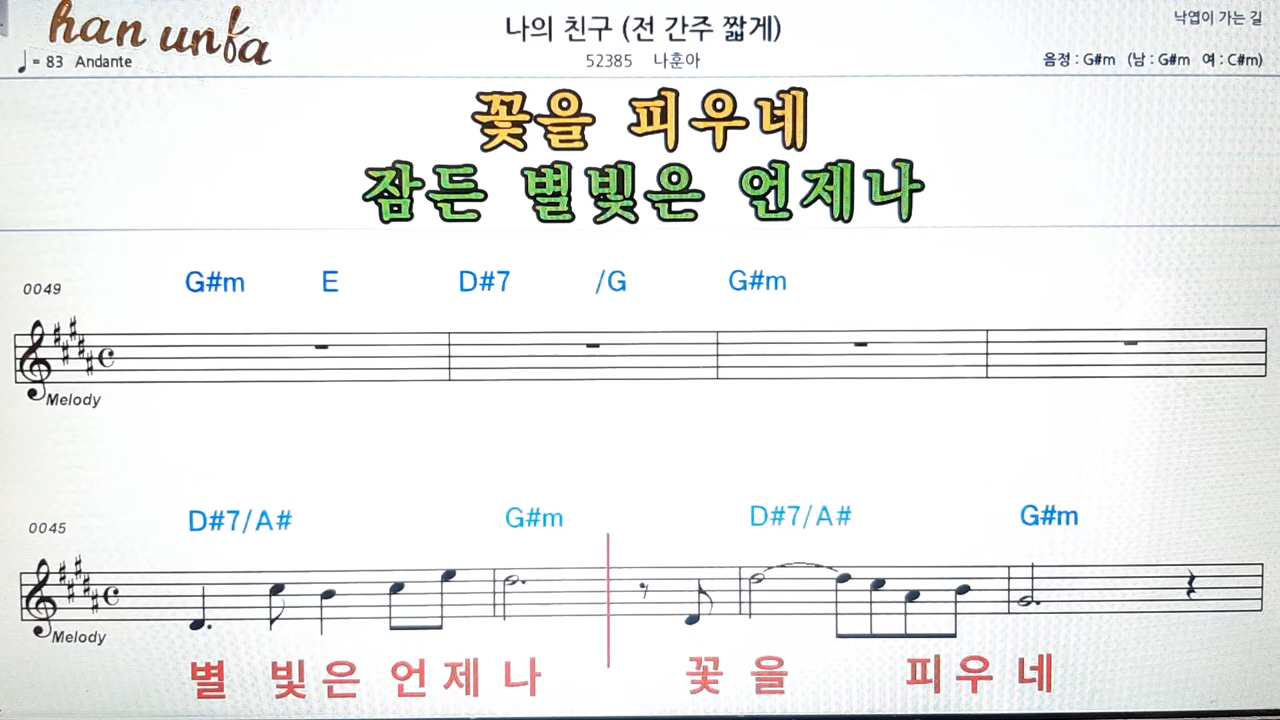 han unfa
나의 친구 (전 간주 짧게)
낙엽이 가는 길
♩ = 83 Andante
52385 나훈아
음정 : G#m (남 : G#m 여 : C#m)
꽃을 피우네
잠든 별빛은 언제나
0049 G#m E D#7 /G G#m
Melody
0045 D#7/A# G#m D#7/A# G#m
Melody
별 빛은 언제 나 꽃 을 피우 네